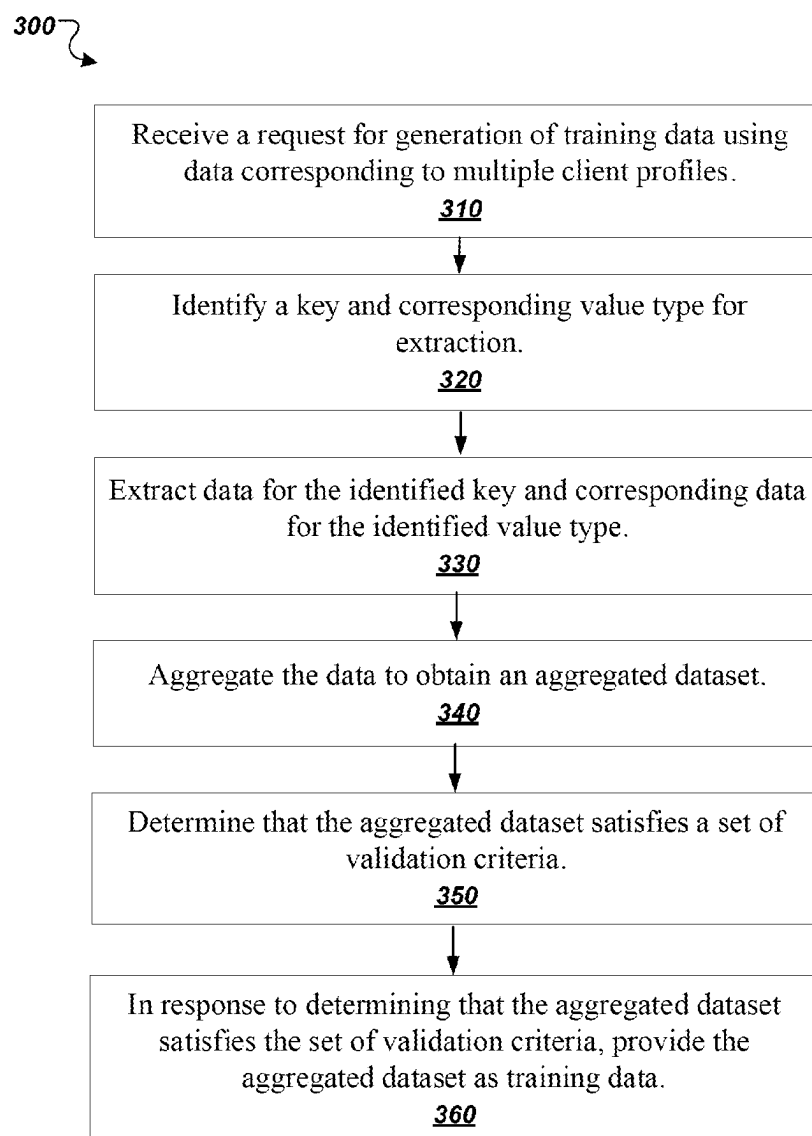 300
Receive a request for generation of training data using
data corresponding to multiple client profiles.
310
Identify a key and corresponding value type for
extraction.
320
Extract data for the identified key and corresponding data
for the identified value type.
330
Aggregate the data to obtain an aggregated dataset.
340
Determine that the aggregated dataset satisfies a set of
validation criteria.
350
In response to determining that the aggregated dataset
satisfies the set of validation criteria, provide the
aggregated dataset as training data.
360